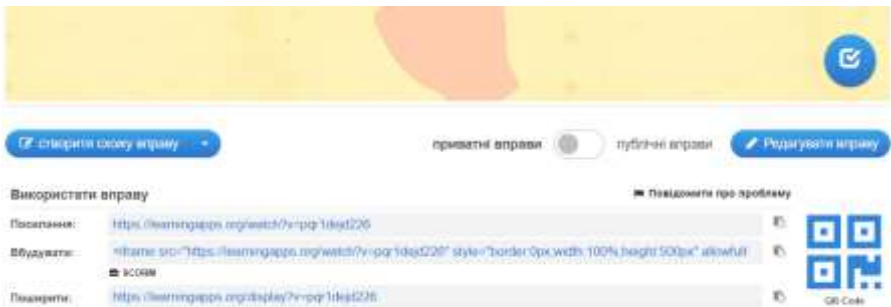 створити схожу вправу
приватні вправи публічні вправи Редагувати вправу
Використати вправу Повідомити про проблему
Посилання: https://learningapps.org/watch?v=pqr1dejd226
Вбудувати: <iframe src="https://learningapps.org/watch?v=pqr1dejd226" style="border:0px;width:100%;height:500px" allowfull
SCORM
Поширити: https://learningapps.org/display?v=pqr1dejd226
QR-Code